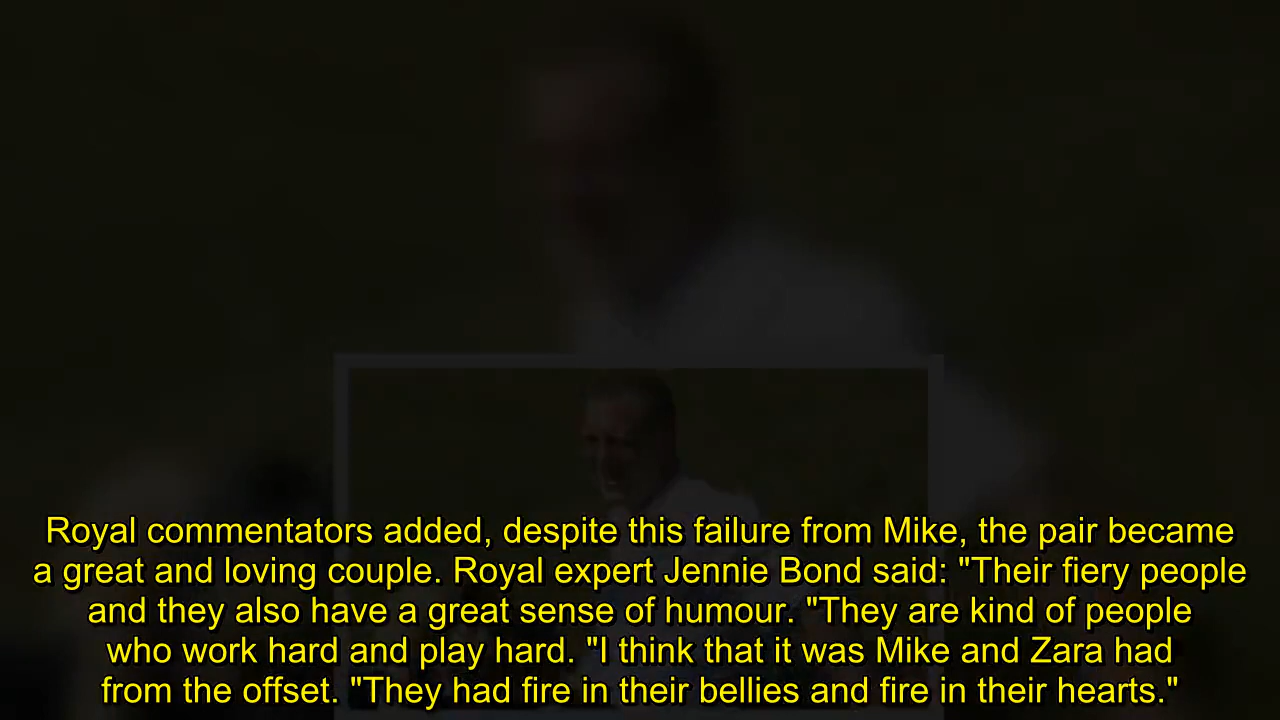 Royal commentators added, despite this failure from Mike, the pair became
a great and loving couple. Royal expert Jennie Bond said: "Their fiery people
and they also have a great sense of humour. "They are kind of people
who work hard and play hard. "I think that it was Mike and Zara had
from the offset. "They had fire in their bellies and fire in their hearts."